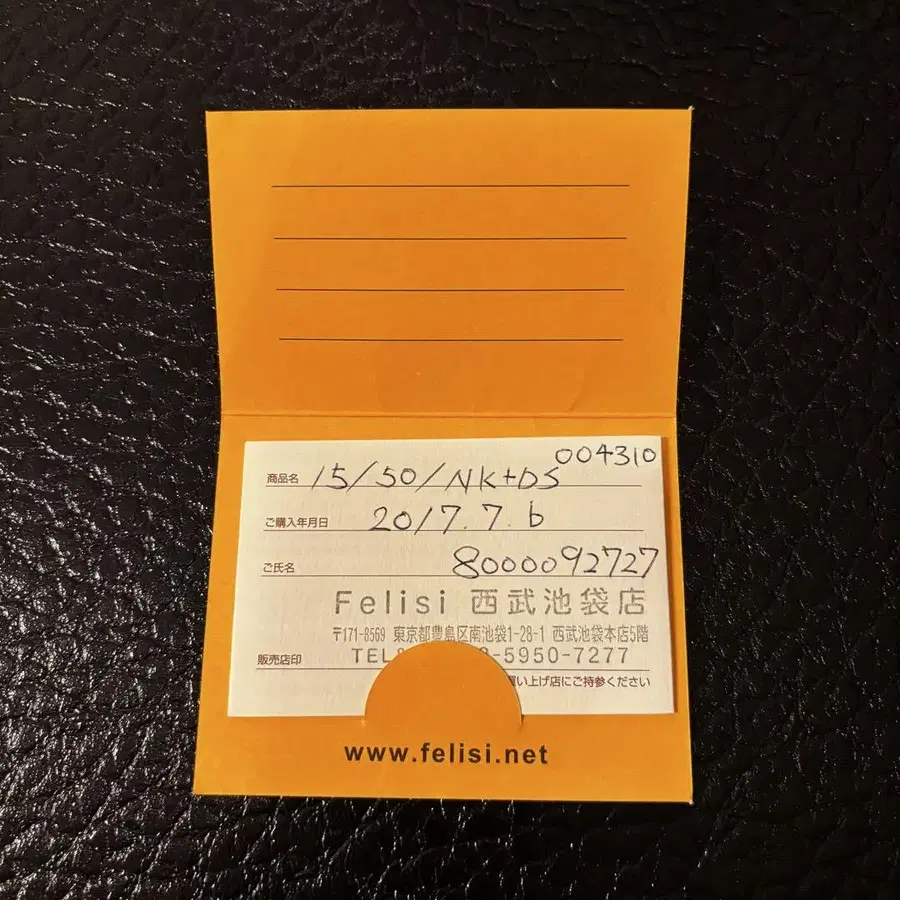 004310
商品名 15/50/NK+DS
ご購入年月日 2017.7.6
ご氏名 8000092727
Felisi 西武池袋店
〒171-8569 東京都豊島区南池袋1-28-1 西武池袋本店5階
販売店印 TEL& -5950-7277
買い上げ店にご持参ください
www.felisi.net